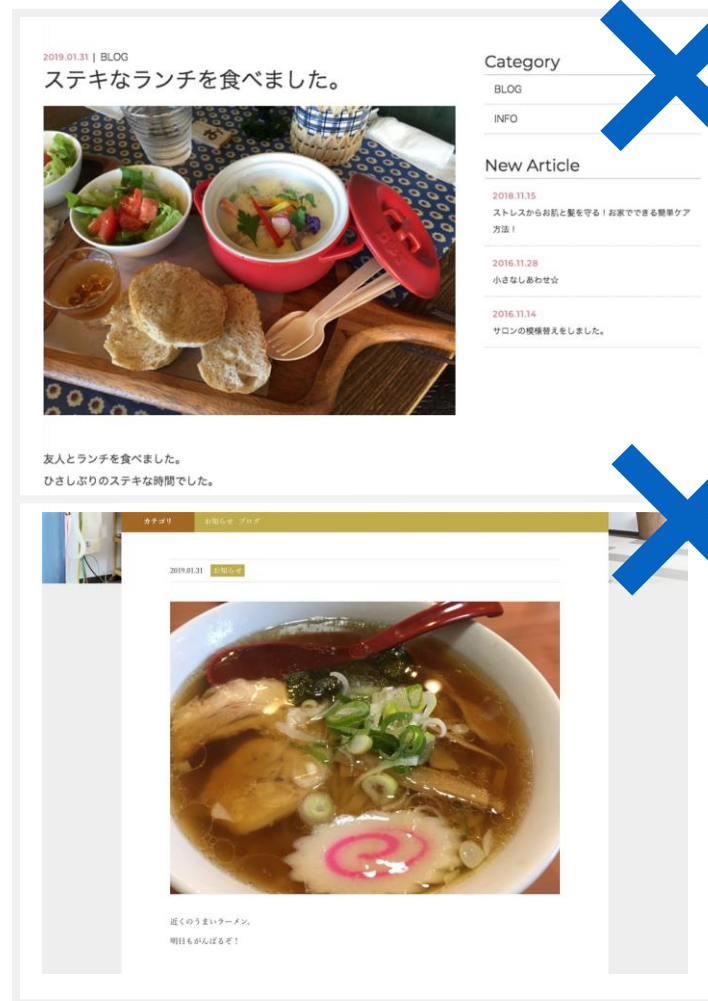 2019.01.31 | BLOG
ステキなランチを食べました。
友人とランチを食べました。
ひさしぶりのステキな時間でした。
Category
BLOG
INFO
New Article
2018.11.15
ストレスからお肌と髪を守る！お家でできる簡単ケア
方法！
2016.11.28
小さなしあわせ☆
2016.11.14
サロンの模様替えをしました。
カテゴリ お知らせ ブログ
2019.01.31 お知らせ
近くのうまいラーメン。
明日もがんばるぞ！